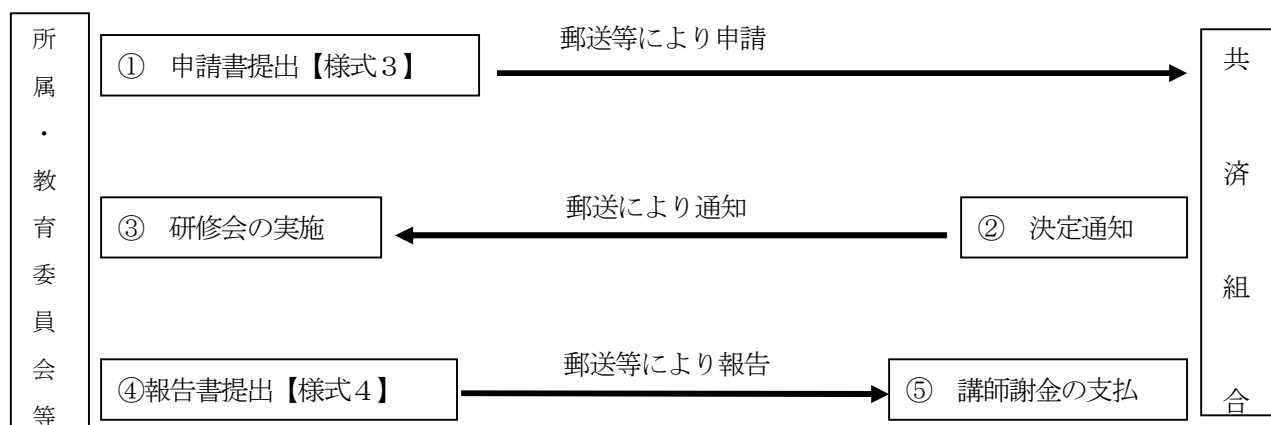 所属・教育委員会等
郵送等により申請
① 申請書提出【様式３】
共済組合
郵送により通知
③ 研修会の実施
② 決定通知
郵送等により報告
④報告書提出【様式４】
⑤ 講師謝金の支払